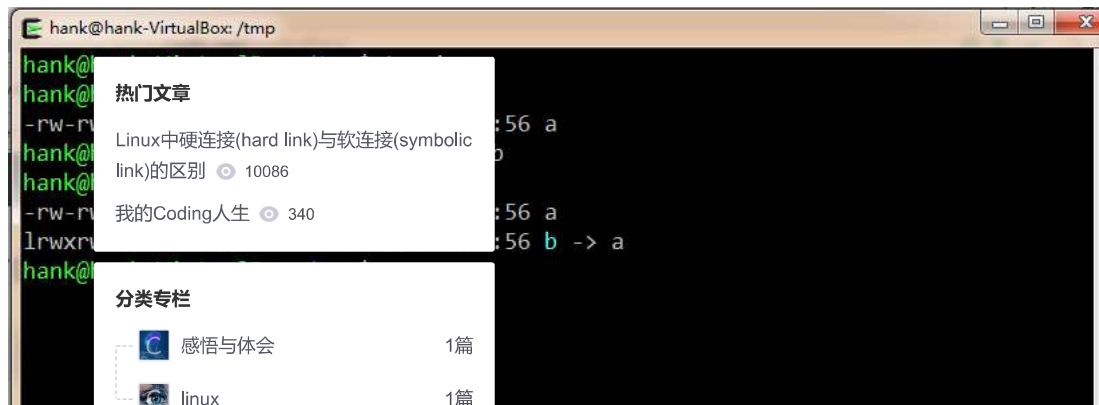 hank@hank-VirtualBox: /tmp
hank@
hank@
-rw-r
:56 a
hank@
hank@
-rw-r
:56 a
lrwxr
:56 b -> a
hank@
热门文章
Linux中硬连接(hard link)与软连接(symbolic
link)的区别 10086
我的Coding人生 340
分类专栏
感悟与体会 1篇
linux 1篇